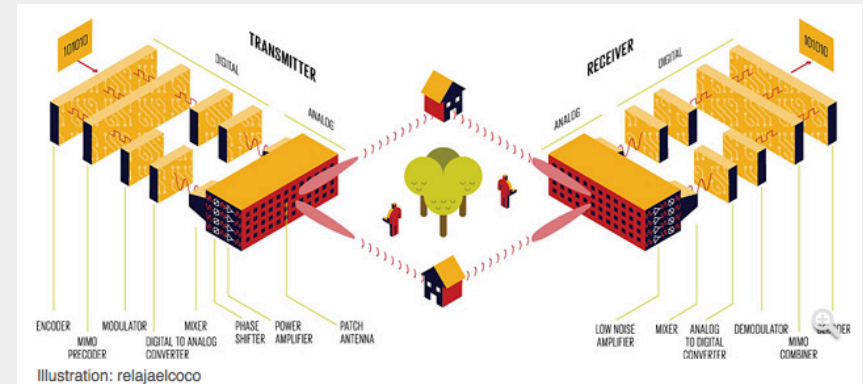 101010
TRANSMITTER
DIGITAL
ANALOG
RECEIVER
DIGITAL
ANALOG
101010
ENCODER
MIMO
PRECODER
MODULATOR
DIGITAL TO ANALOG
CONVERTER
MIXER
PHASE
SHIFTER
POWER
AMPLIFIER
PATCH
ANTENNA
LOW NOISE
AMPLIFIER
MIXER
ANALOG
TO DIGITAL
CONVERTER
DEMODULATOR
MIMO
COMBINER
Illustration: relajaelcoco